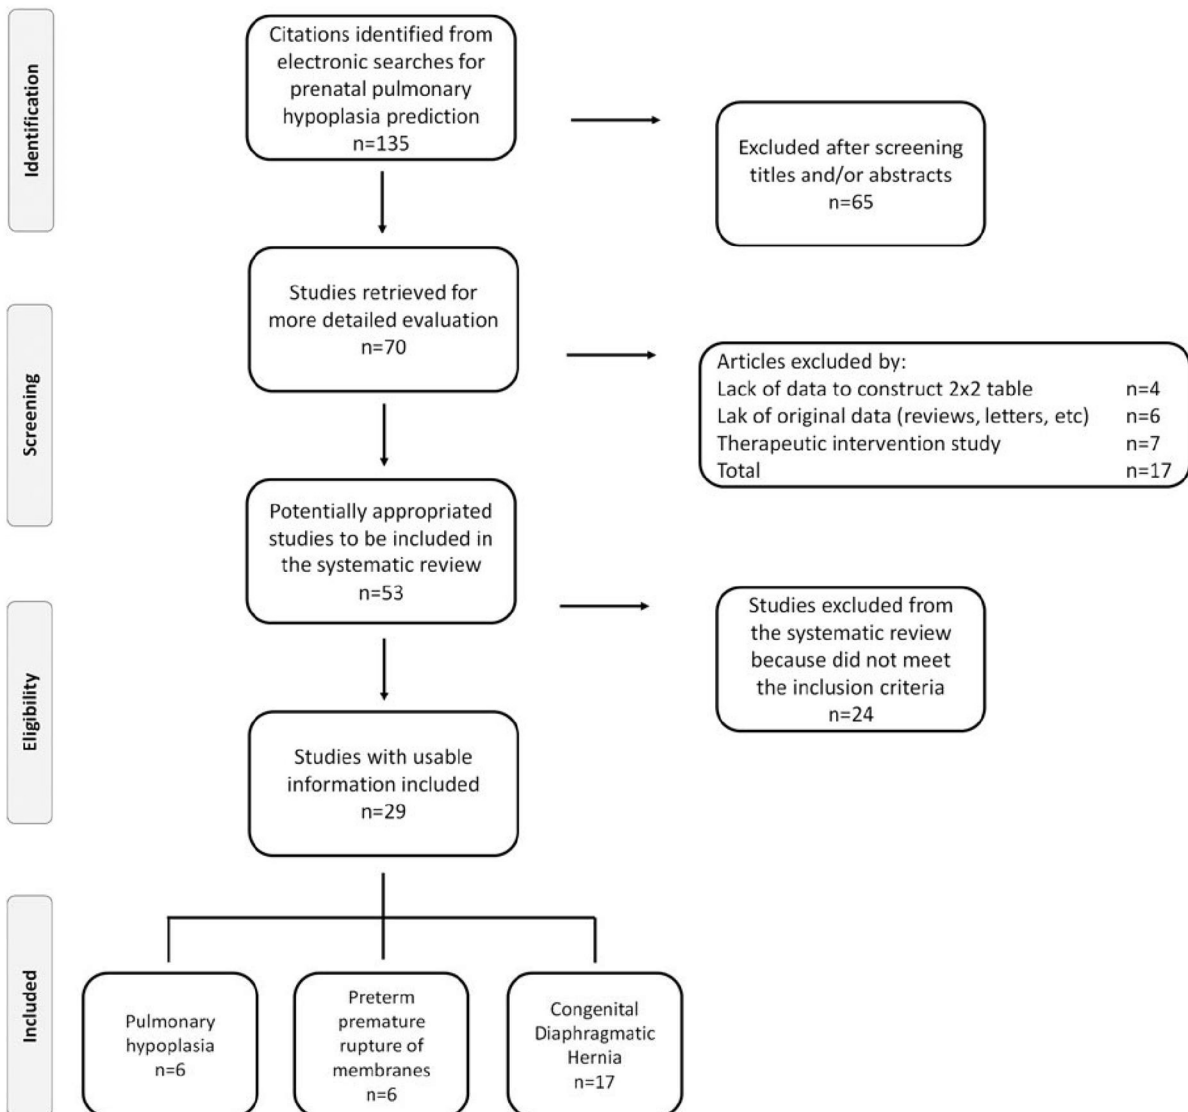 Identification
Citations identified from
electronic searches for
prenatal pulmonary
hypoplasia prediction
n=135
Excluded after screening
titles and/or abstracts
n=65
Screening
Studies retrieved for
more detailed evaluation
n=70
Articles excluded by:
Lack of data to construct 2x2 table n=4
Lak of original data (reviews, letters, etc) n=6
Therapeutic intervention study n=7
Total n=17
Potentially appropriated
studies to be included in
the systematic review
n=53
Eligibility
Studies excluded from
the systematic review
because did not meet
the inclusion criteria
n=24
Studies with usable
information included
n=29
Included
Pulmonary
hypoplasia
n=6
Preterm
premature
rupture of
membranes
n=6
Congenital
Diaphragmatic
Hernia
n=17